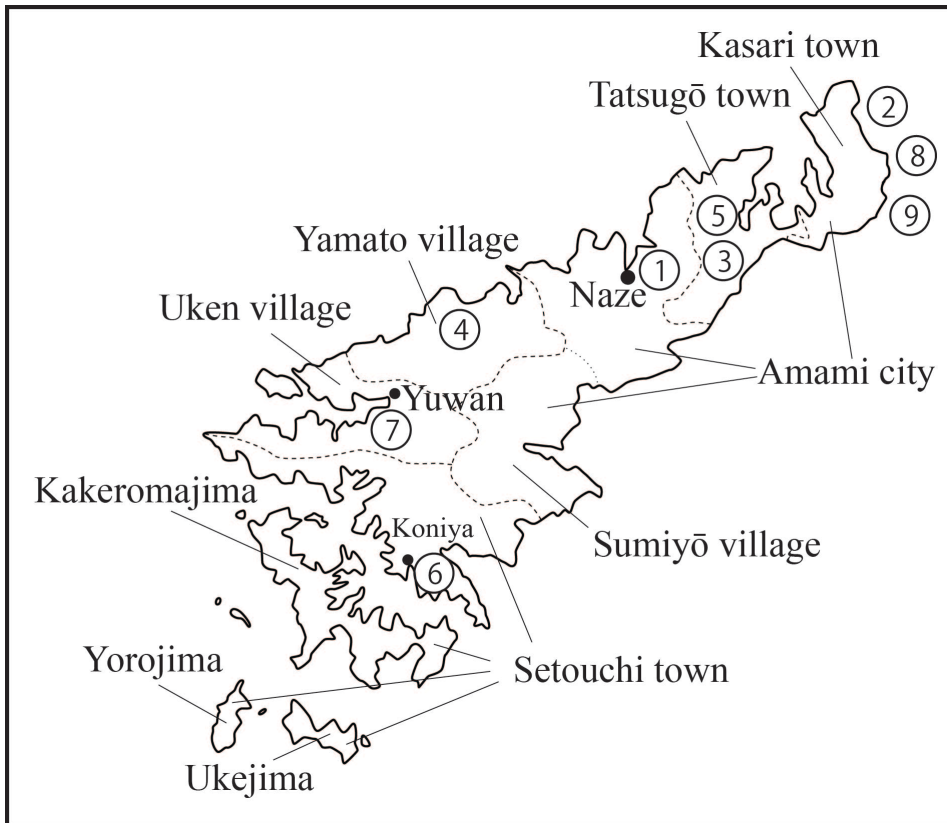 Kasari town
Tatsugō town
②
⑧
⑤
⑨
Yamato village
③
①
Naze
Uken village
④
Amami city
Yuwan
⑦
Kakeromajima
Koniya
Sumiyō village
⑥
Yorojima
Setouchi town
Ukejima